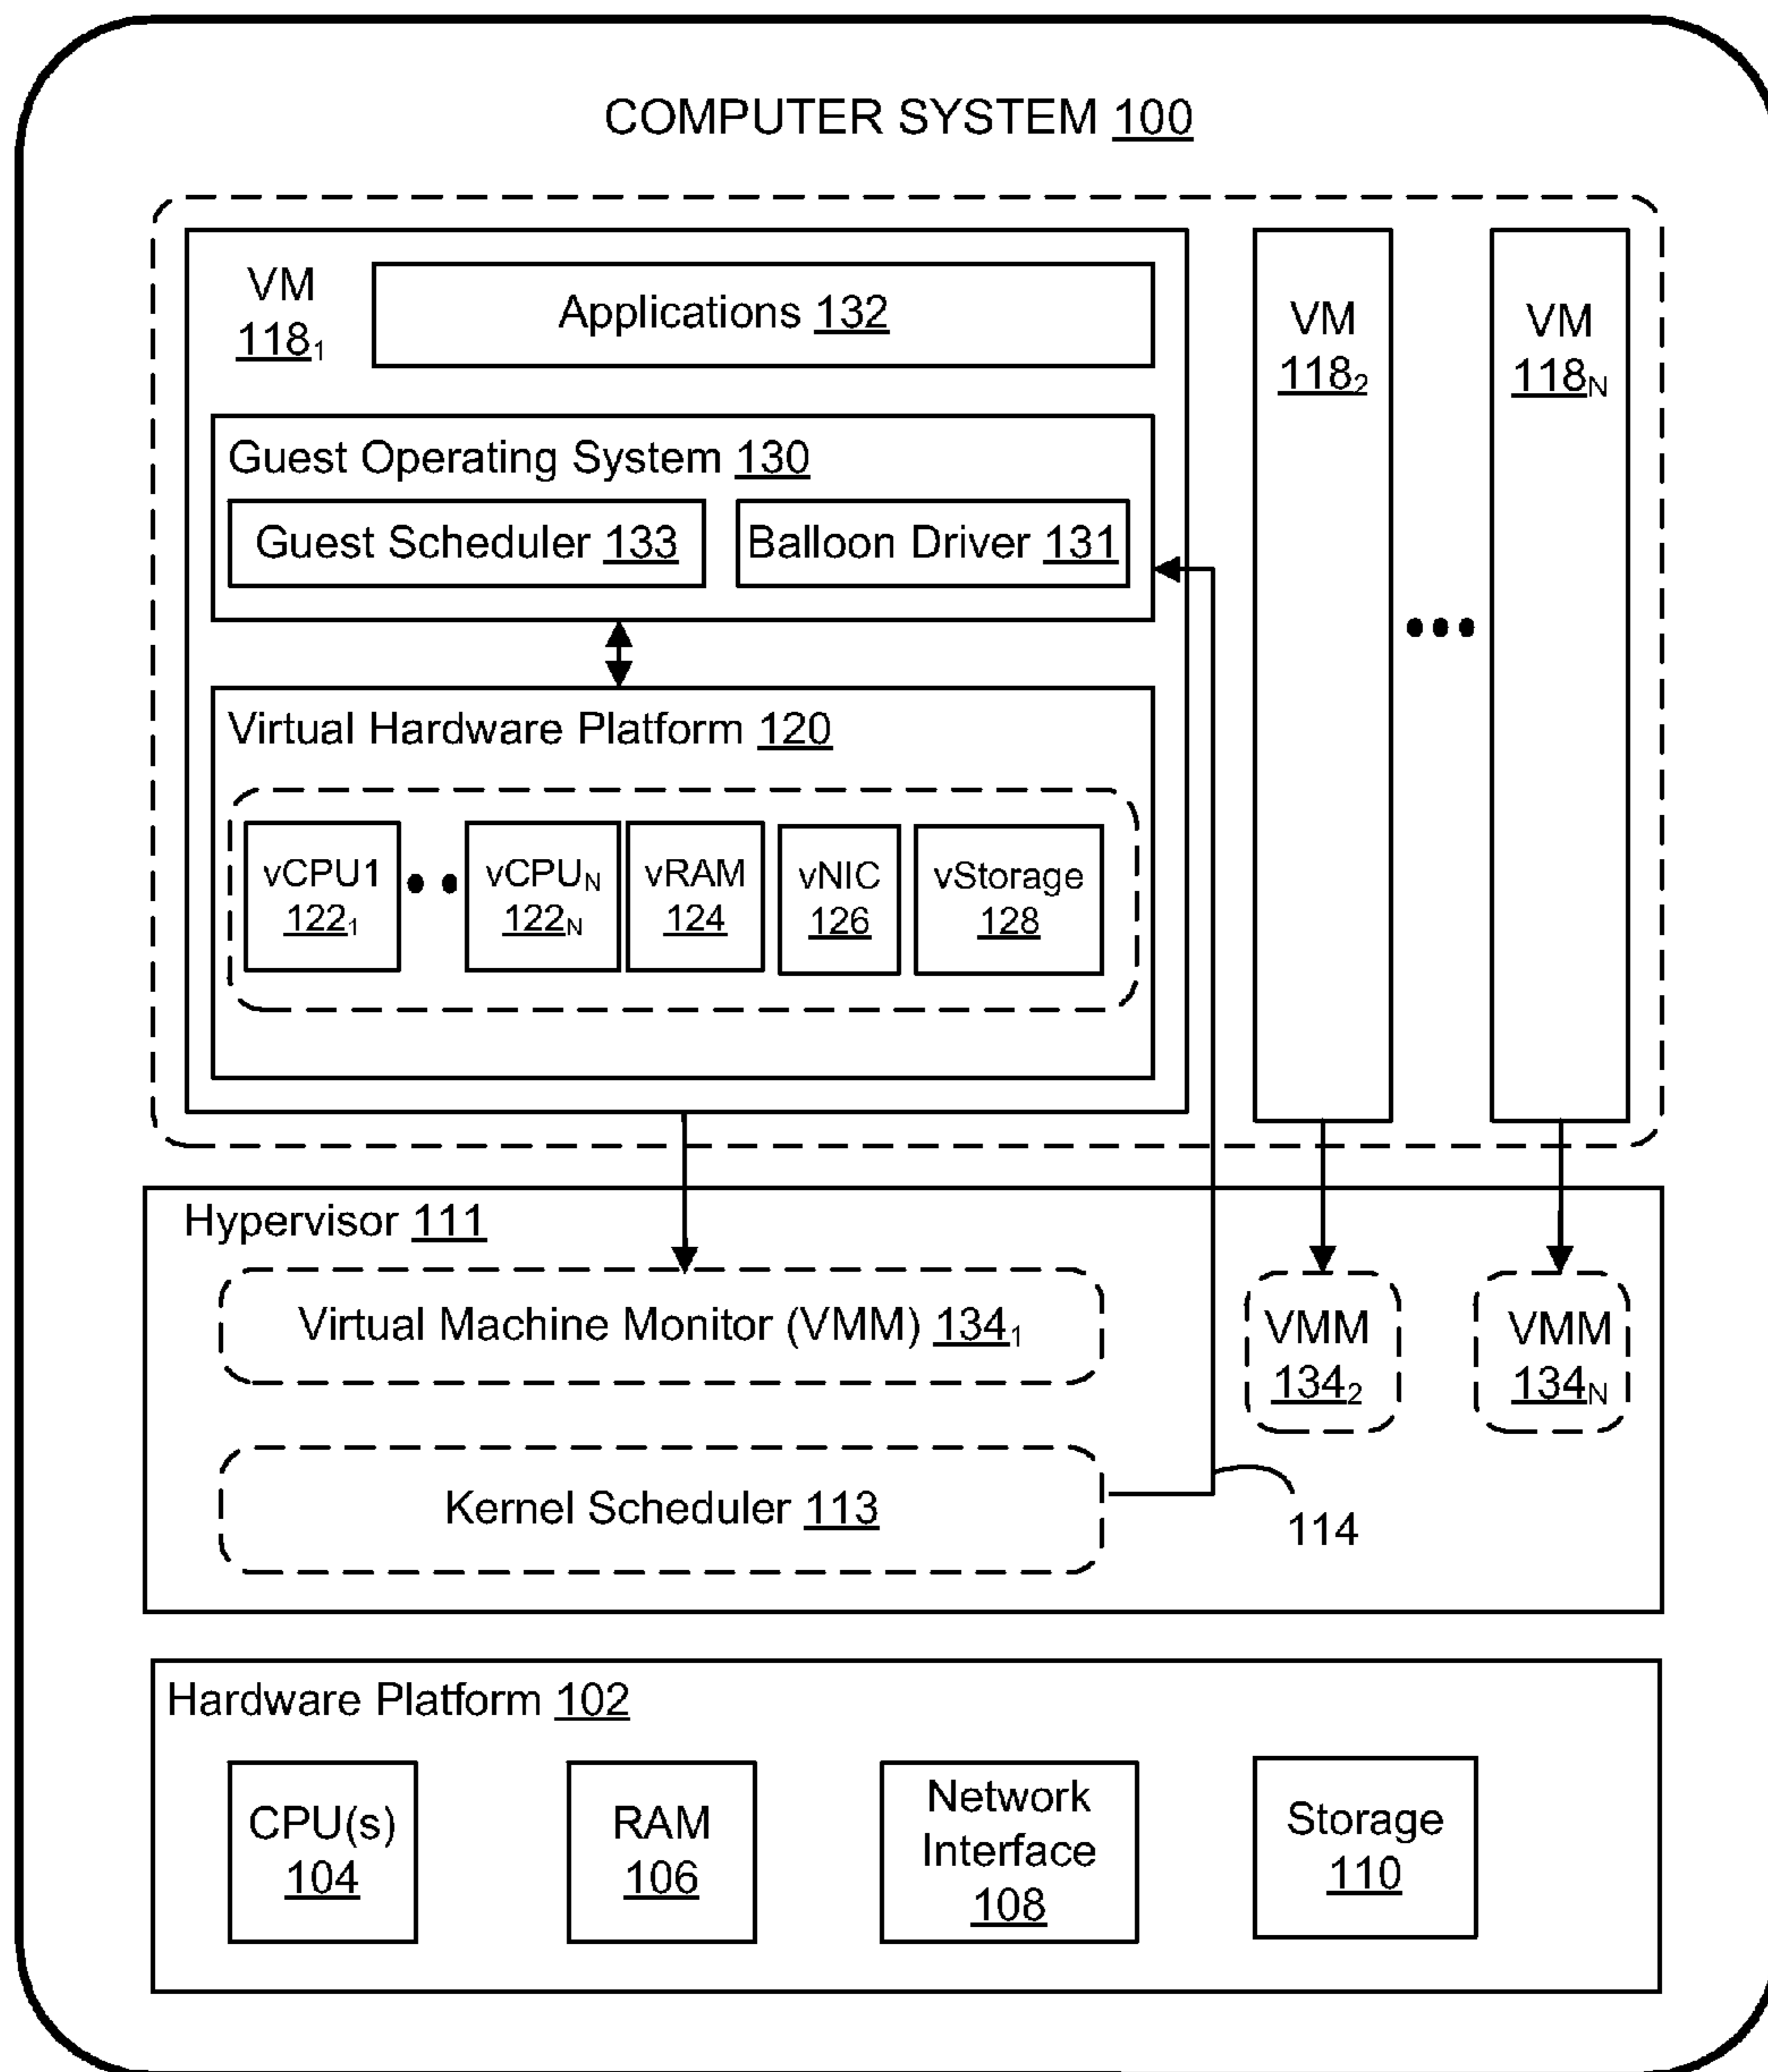 COMPUTER SYSTEM 100
VM
118₁
Applications 132
VM
118₂
VM
118N
Guest Operating System 130
Guest Scheduler 133
Balloon Driver 131
Virtual Hardware Platform 120
vCPU1
122₁
vCPUN
122N
vRAM
124
vNIC
126
vStorage
128
Hypervisor 111
Virtual Machine Monitor (VMM) 134₁
VMM
134₂
VMM
134N
Kernel Scheduler 113
114
Hardware Platform 102
CPU(s)
104
RAM
106
Network
Interface
108
Storage
110